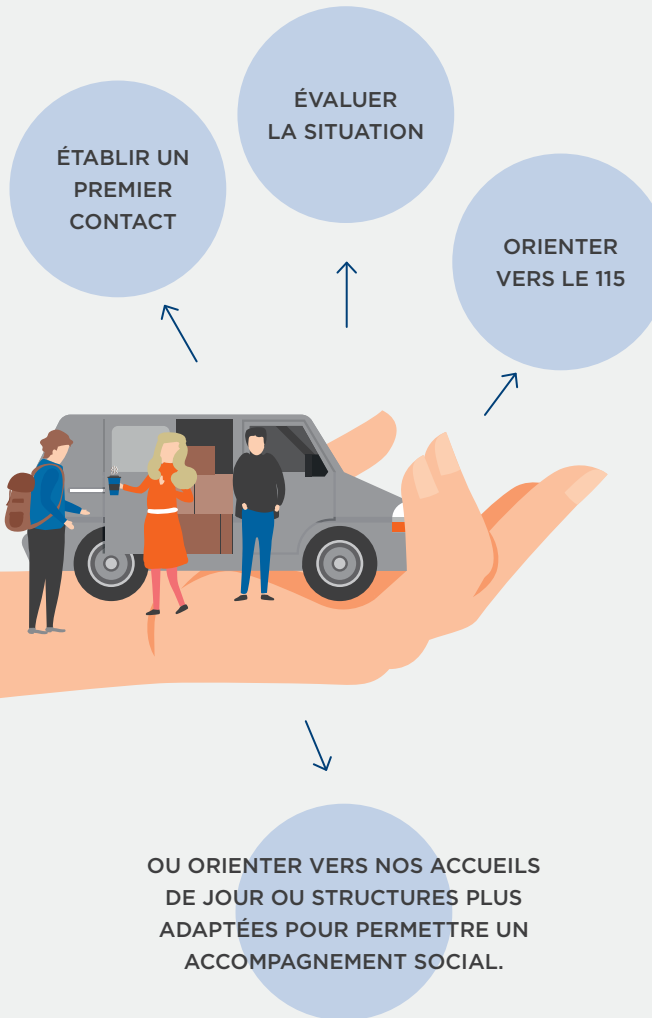 ÉVALUER
LA SITUATION
ÉTABLIR UN
PREMIER
CONTACT
ORIENTER
VERS LE 115
OU ORIENTER VERS NOS ACCUEILS
DE JOUR OU STRUCTURES PLUS
ADAPTÉES POUR PERMETTRE UN
ACCOMPAGNEMENT SOCIAL.